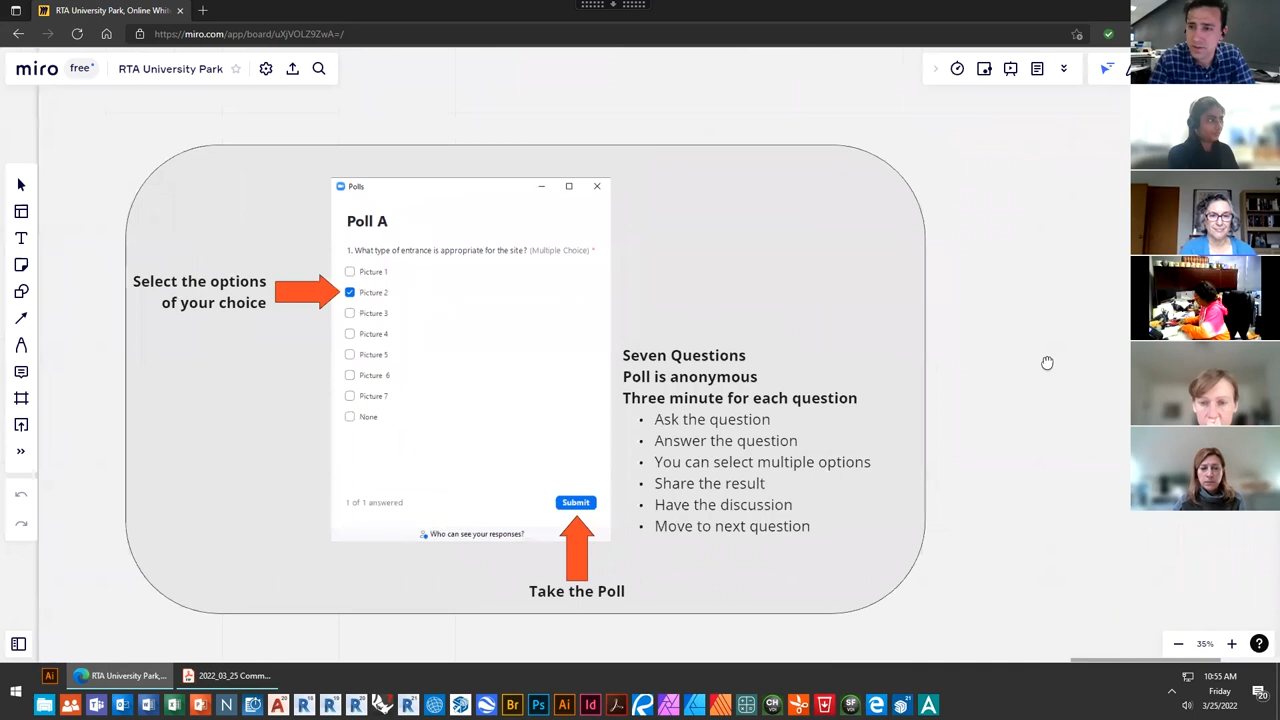 RTA University Park, Online Whit
https://miro.com/app/board/uXjVOLZ9ZwA=/
miro free RTA University Park
Polls
Poll A
1. What type of entrance is appropriate for the site? (Multiple Choice) *
Picture 1
Picture 2
Picture 3
Picture 4
Picture 5
Picture 6
Picture 7
None
1 of 1 answered
Submit
Who can see your responses?
Select the options
of your choice
Take the Poll
Seven Questions
Poll is anonymous
Three minute for each question
• Ask the question
• Answer the question
• You can select multiple options
• Share the result
• Have the discussion
• Move to next question
35%
RTA University Park,...
2022_03_25 Comm...
10:55 AM
Friday
3/25/2022
20